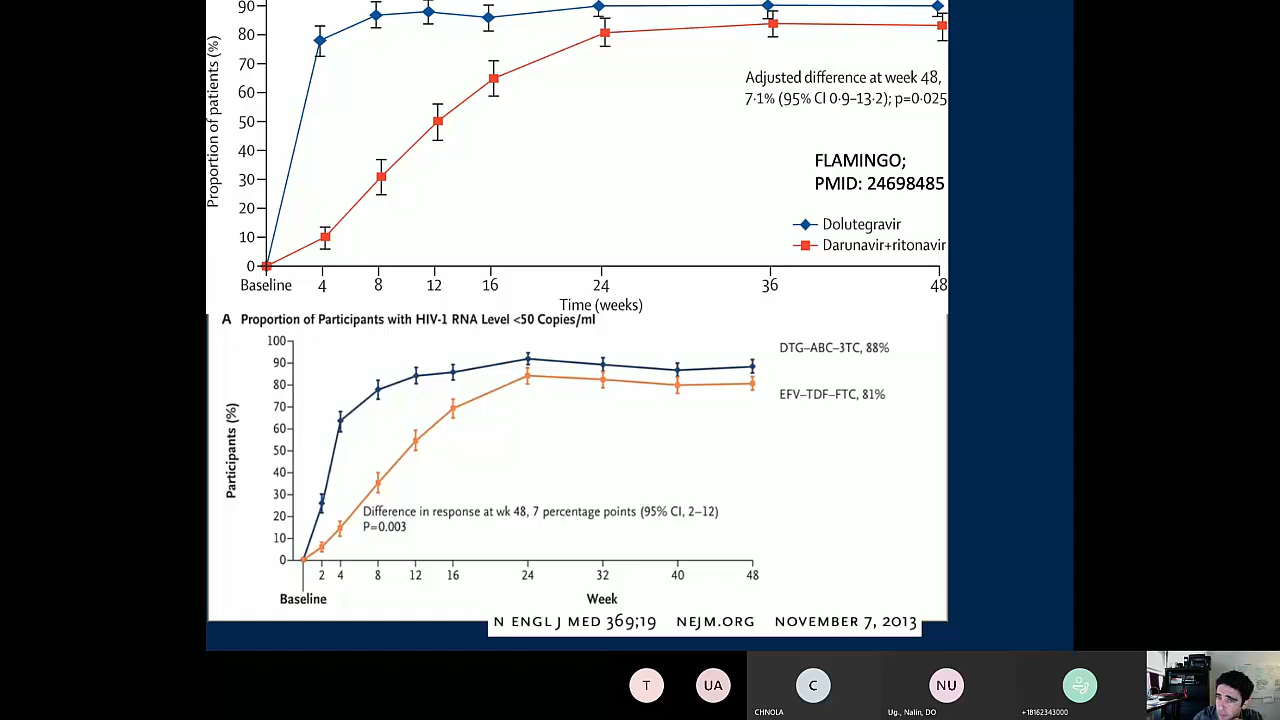 90
80
70
60
50
40
30
20
10
0
Proportion of patients (%)
Adjusted difference at week 48,
7·1% (95% CI 0·9–13·2); p=0·025
FLAMINGO;
PMID: 24698485
Dolutegravir
Darunavir+ritonavir
Baseline 4 8 12 16 24 36 48
Time (weeks)
A Proportion of Participants with HIV-1 RNA Level <50 Copies/ml
100
90
80
70
60
50
40
30
20
10
0
Participants (%)
DTG–ABC–3TC, 88%
EFV–TDF–FTC, 81%
Difference in response at wk 48, 7 percentage points (95% CI, 2–12)
P=0.003
2 4 8 12 16 24 32 40 48
Baseline
Week
N ENGL J MED 369;19 NEJM.ORG NOVEMBER 7, 2013
T UA C NU
CHNOLA Ug., Nalin, DO +18162343000